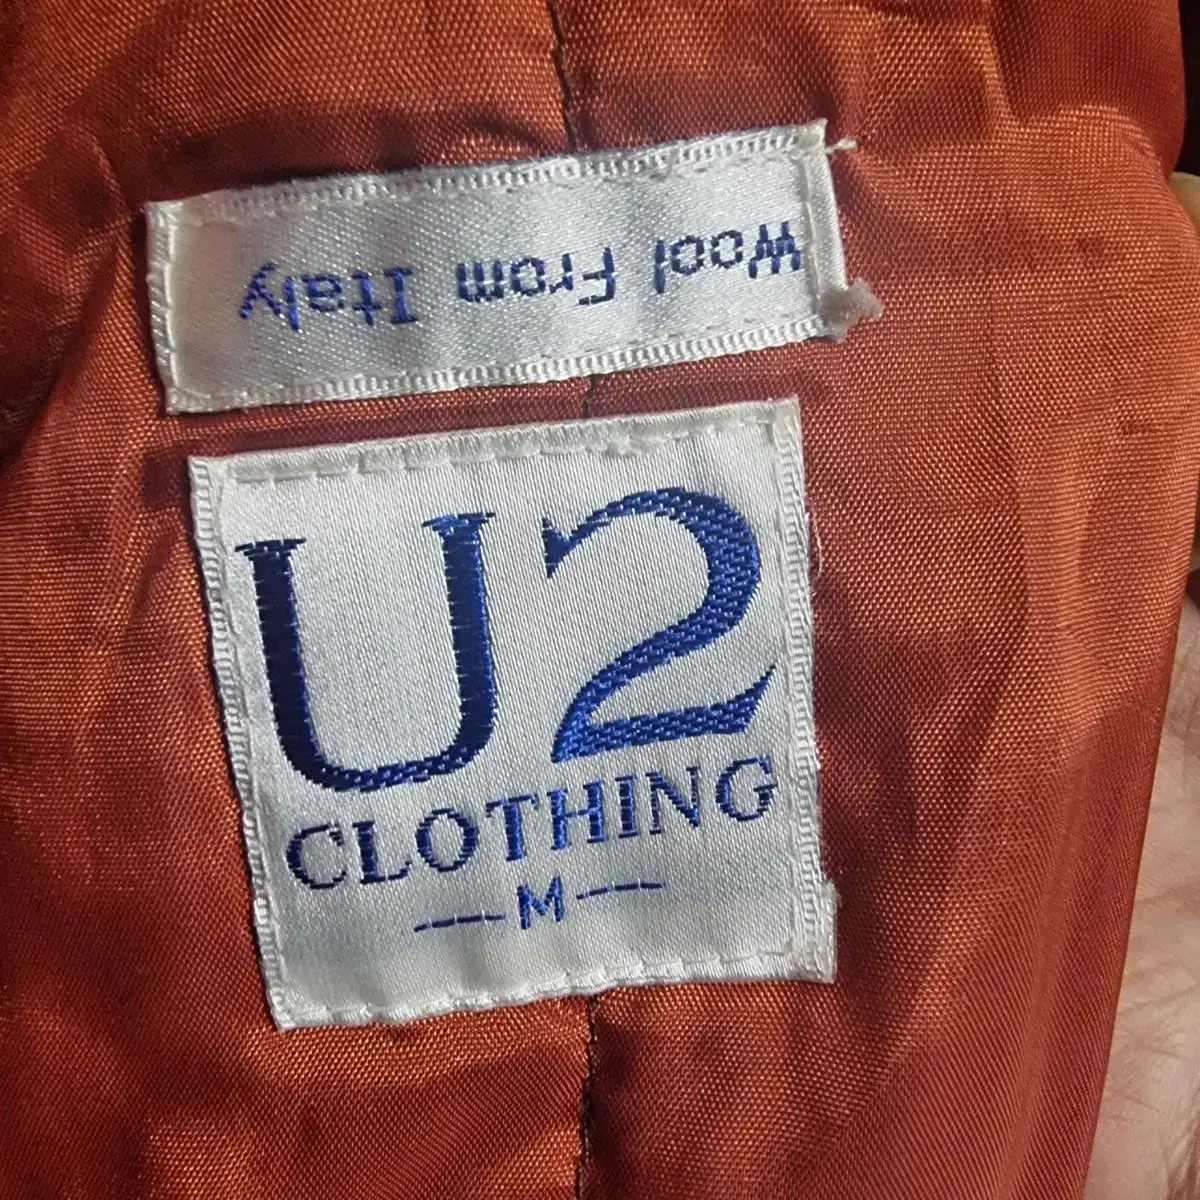 Wool From Italy
U2
CLOTHING
— M —